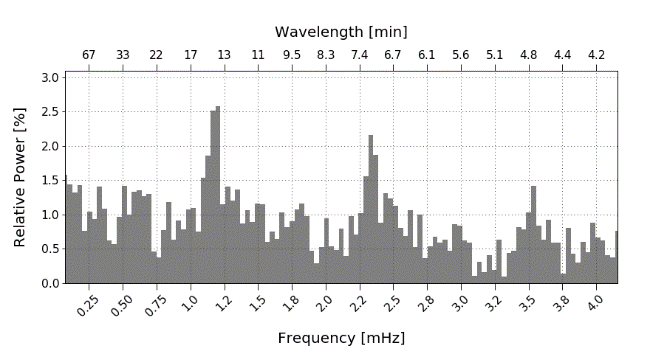 Wavelength [min]
67 33 22 17 13 11 9.5 8.3 7.4 6.7 6.1 5.6 5.1 4.8 4.4 4.2
3.0
2.5
2.0
1.5
1.0
0.5
0.0
Relative Power [%]
0.25 0.50 0.75 1.0 1.2 1.5 1.8 2.0 2.2 2.5 2.8 3.0 3.2 3.5 3.8 4.0
Frequency [mHz]